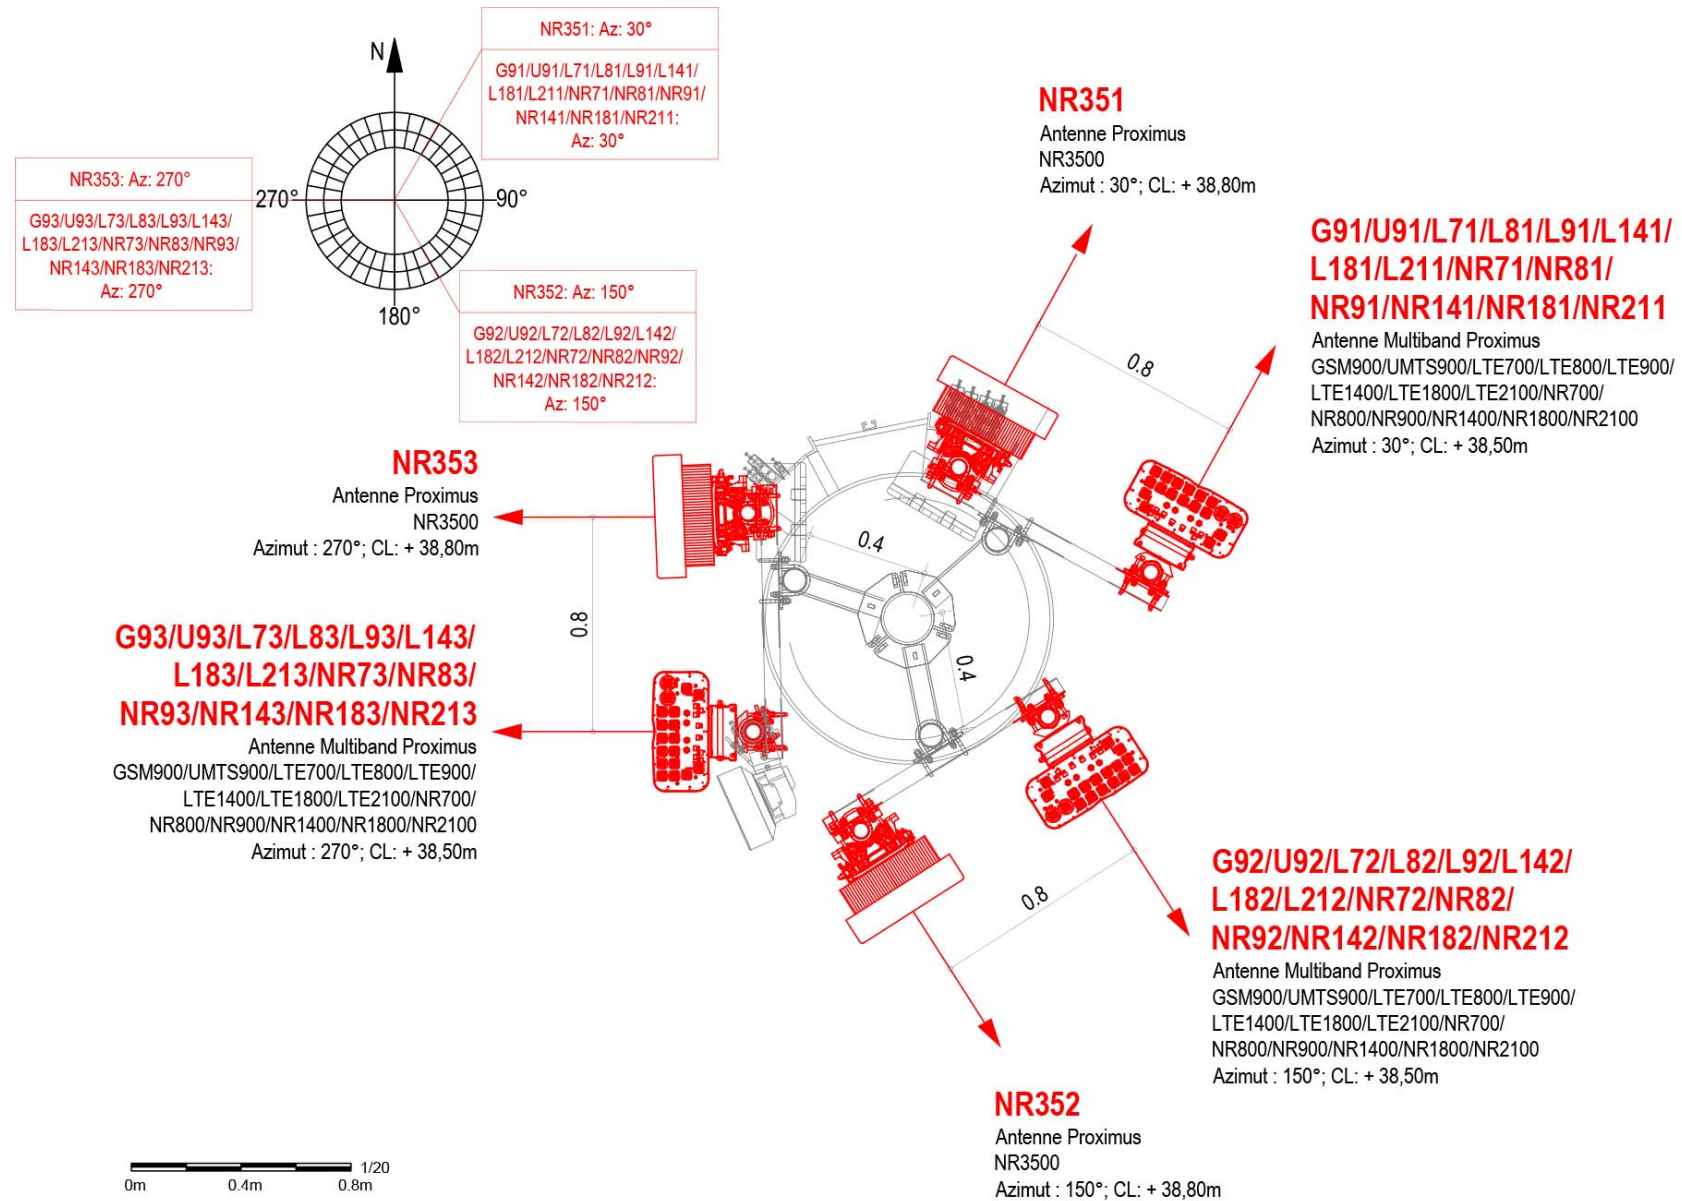 N
270°
90°
180°
NR351: Az: 30°
G91/U91/L71/L81/L91/L141/
L181/L211/NR71/NR81/NR91/
NR141/NR181/NR211:
Az: 30°
NR353: Az: 270°
G93/U93/L73/L83/L93/L143/
L183/L213/NR73/NR83/NR93/
NR143/NR183/NR213:
Az: 270°
NR352: Az: 150°
G92/U92/L72/L82/L92/L142/
L182/L212/NR72/NR82/NR92/
NR142/NR182/NR212:
Az: 150°
NR351
Antenne Proximus
NR3500
Azimut : 30°; CL: + 38,80m
G91/U91/L71/L81/L91/L141/
L181/L211/NR71/NR81/
NR91/NR141/NR181/NR211
Antenne Multiband Proximus
GSM900/UMTS900/LTE700/LTE800/LTE900/
LTE1400/LTE1800/LTE2100/NR700/
NR800/NR900/NR1400/NR1800/NR2100
Azimut : 30°; CL: + 38,50m
0.8
NR353
Antenne Proximus
NR3500
Azimut : 270°; CL: + 38,80m
0.4
0.8
0.4
G93/U93/L73/L83/L93/L143/
L183/L213/NR73/NR83/
NR93/NR143/NR183/NR213
Antenne Multiband Proximus
GSM900/UMTS900/LTE700/LTE800/LTE900/
LTE1400/LTE1800/LTE2100/NR700/
NR800/NR900/NR1400/NR1800/NR2100
Azimut : 270°; CL: + 38,50m
0.8
G92/U92/L72/L82/L92/L142/
L182/L212/NR72/NR82/
NR92/NR142/NR182/NR212
Antenne Multiband Proximus
GSM900/UMTS900/LTE700/LTE800/LTE900/
LTE1400/LTE1800/LTE2100/NR700/
NR800/NR900/NR1400/NR1800/NR2100
Azimut : 150°; CL: + 38,50m
NR352
Antenne Proximus
NR3500
Azimut : 150°; CL: + 38,80m
1/20
0m 0.4m 0.8m